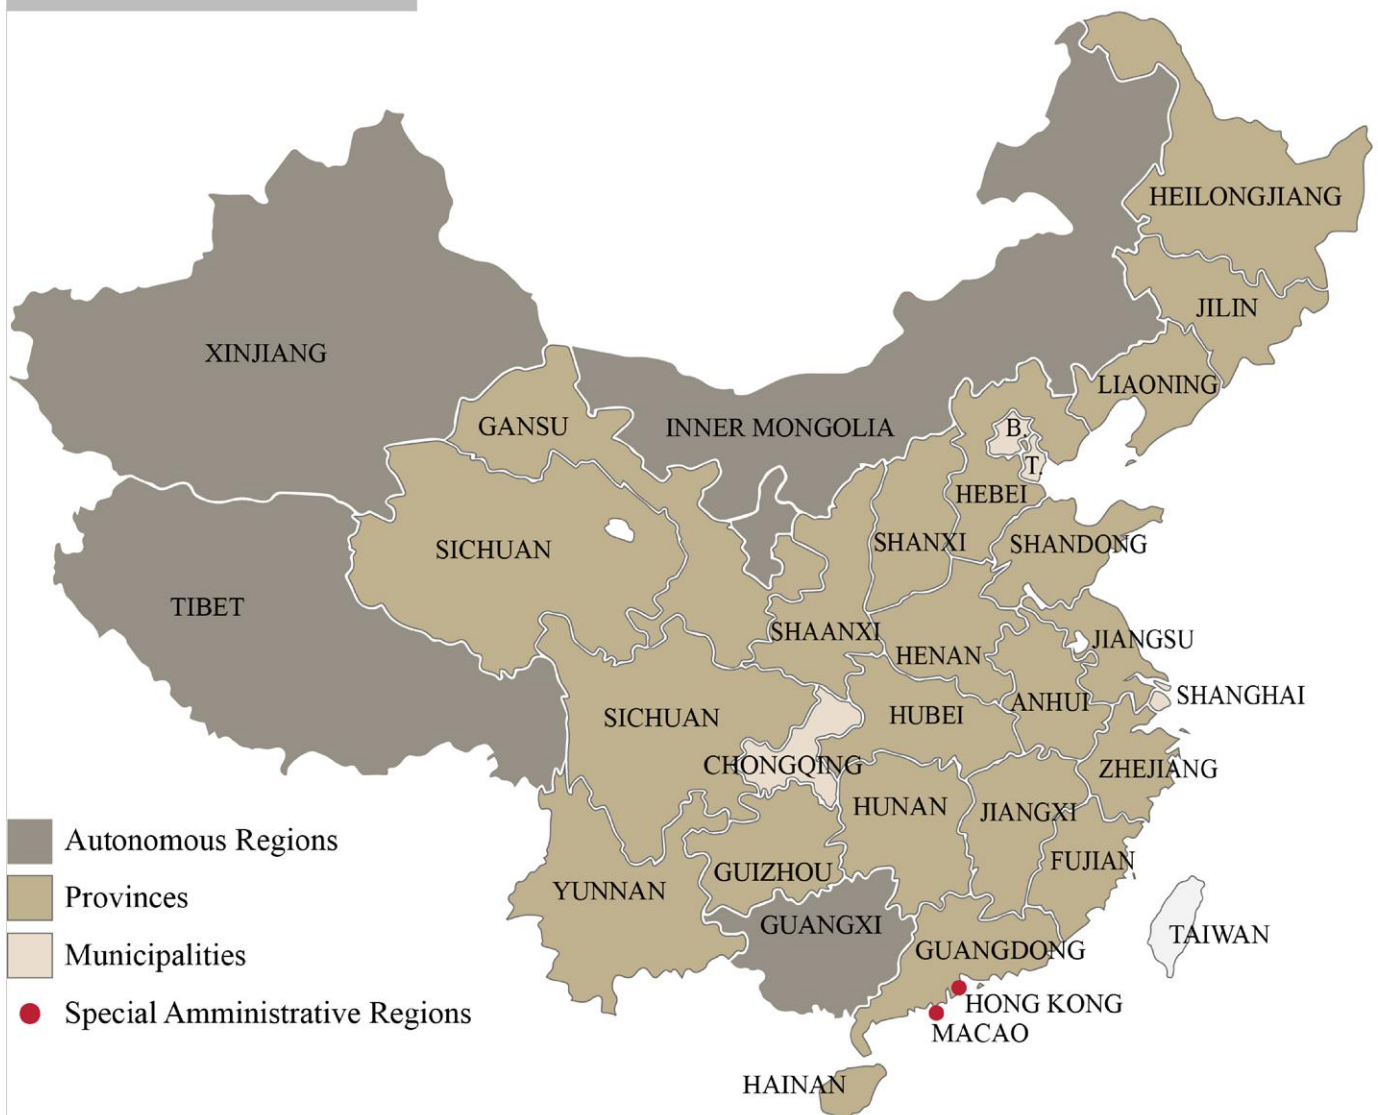 HEILONGJIANG
JILIN
XINJIANG
LIAONING
GANSU
INNER MONGOLIA
B.
T.
HEBEI
SICHUAN
SHANXI
SHANDONG
TIBET
SHAANXI
JIANGSU
HENAN
SHANGHAI
ANHUI
SICHUAN
HUBEI
CHONGQING
ZHEJIANG
HUNAN
JIANGXI
FUJIAN
GUIZHOU
YUNNAN
GUANGXI
TAIWAN
GUANGDONG
HONG KONG
MACAO
HAINAN
Autonomous Regions
Provinces
Municipalities
Special Amministrative Regions